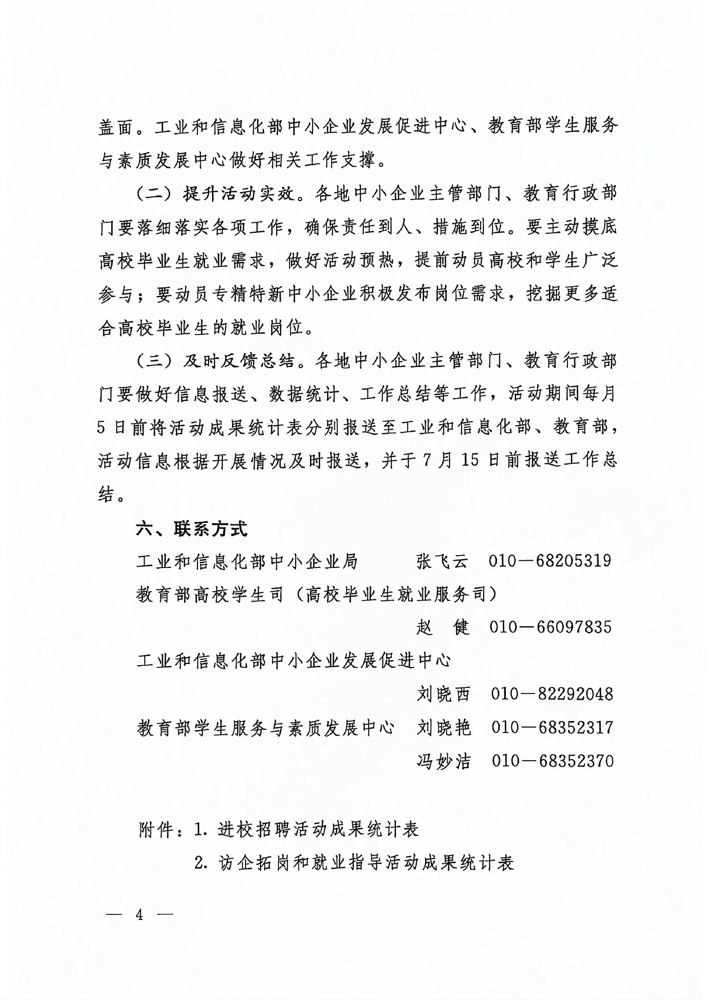 盖面。工业和信息化部中小企业发展促进中心、教育部学生服务
与素质发展中心做好相关工作支撑。
（二）提升活动实效。各地中小企业主管部门、教育行政部
门要落细落实各项工作，确保责任到人、措施到位。要主动摸底
高校毕业生就业需求，做好活动预热，提前动员高校和学生广泛
参与；要动员专精特新中小企业积极发布岗位需求，挖掘更多适
合高校毕业生的就业岗位。
（三）及时反馈总结。各地中小企业主管部门、教育行政部
门要做好信息报送、数据统计、工作总结等工作，活动期间每月
5 日前将活动成果统计表分别报送至工业和信息化部、教育部，
活动信息根据开展情况及时报送，并于 7 月 15 日前报送工作总
结。
六、联系方式
工业和信息化部中小企业局 张飞云 010—68205319
教育部高校学生司（高校毕业生就业服务司）
赵 健 010—66097835
工业和信息化部中小企业发展促进中心
刘晓西 010—82292048
教育部学生服务与素质发展中心 刘晓艳 010—68352317
冯妙洁 010—68352370
附件：1. 进校招聘活动成果统计表
2. 访企拓岗和就业指导活动成果统计表
— 4 —